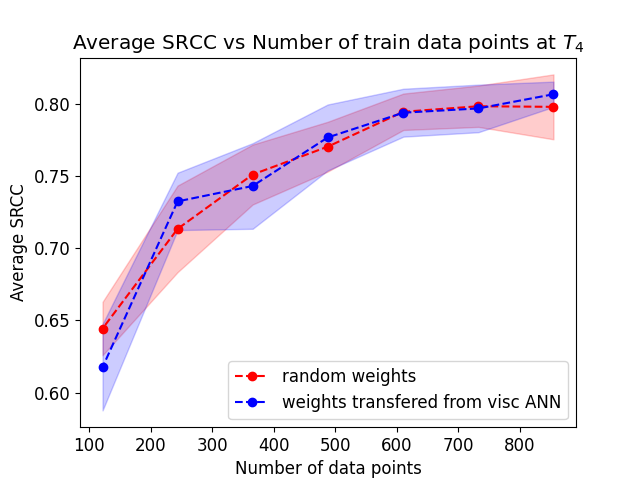 Average SRCC vs Number of train data points at $T_4$
0.80
0.75
0.70
0.65
0.60
Average SRCC
random weights
weights transfered from visc ANN
100 200 300 400 500 600 700 800
Number of data points